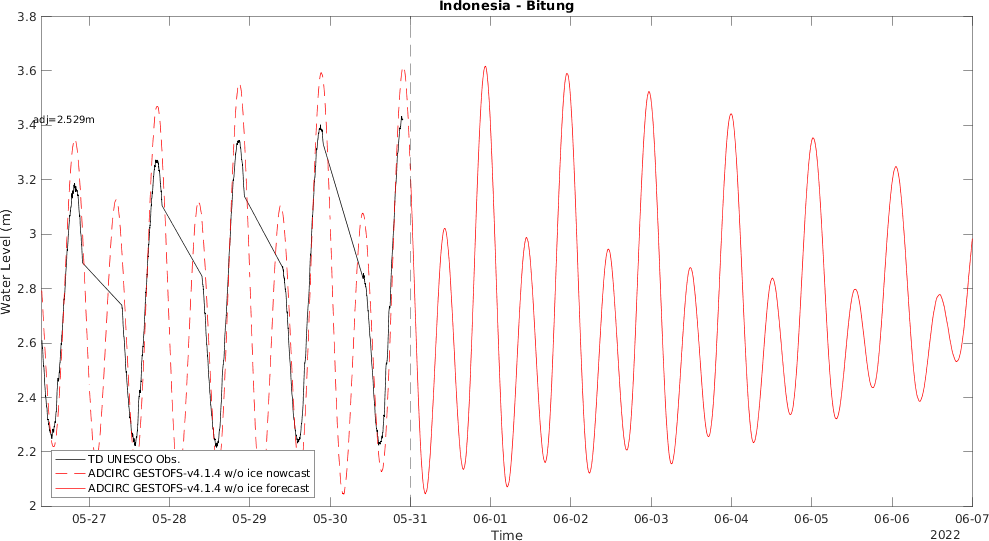 Indonesia - Bitung
3.8
3.6
3.4
3.2
3
2.8
2.6
2.4
2.2
2
adj=2.529m
Water Level (m)
TD UNESCO Obs.
ADCIRC GESTOFS-v4.1.4 w/o ice nowcast
ADCIRC GESTOFS-v4.1.4 w/o ice forecast
05-27 05-28 05-29 05-30 05-31 06-01 06-02 06-03 06-04 06-05 06-06 06-07
Time
2022